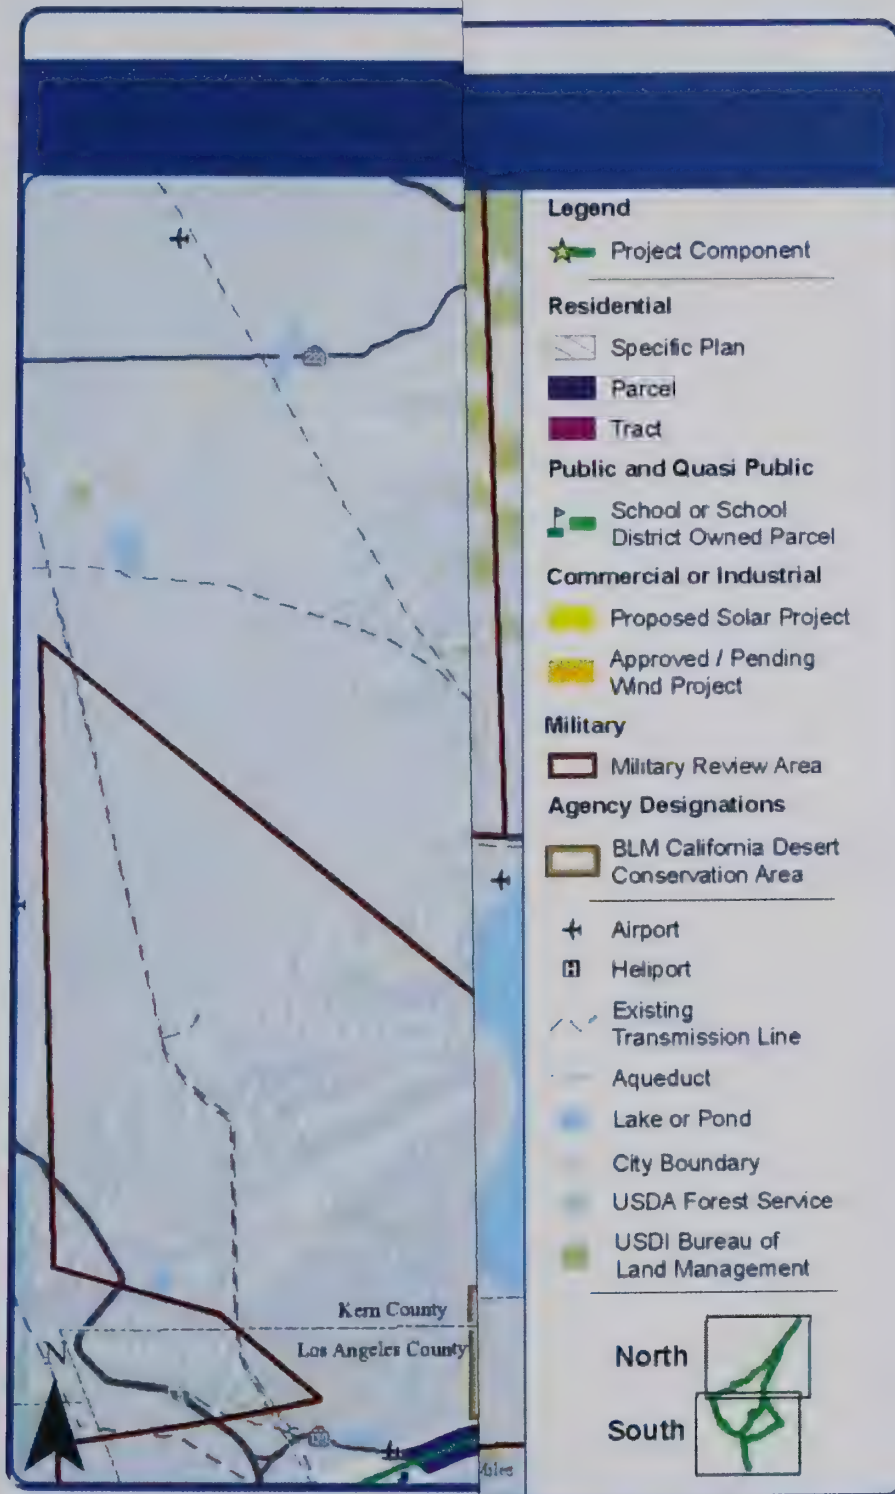 Legend
Project Component
Residential
Specific Plan
Parcel
Tract
Public and Quasi Public
School or School
District Owned Parcel
Commercial or Industrial
Proposed Solar Project
Approved / Pending
Wind Project
Military
Military Review Area
Agency Designations
BLM California Desert
Conservation Area
Airport
H
Heliport
Existing
Transmission Line
Aqueduct
Lake or Pond
City Boundary
USDA Forest Service
USDI Bureau of
Land Management
North
South
Kern County
Los Angeles County
N
Miles